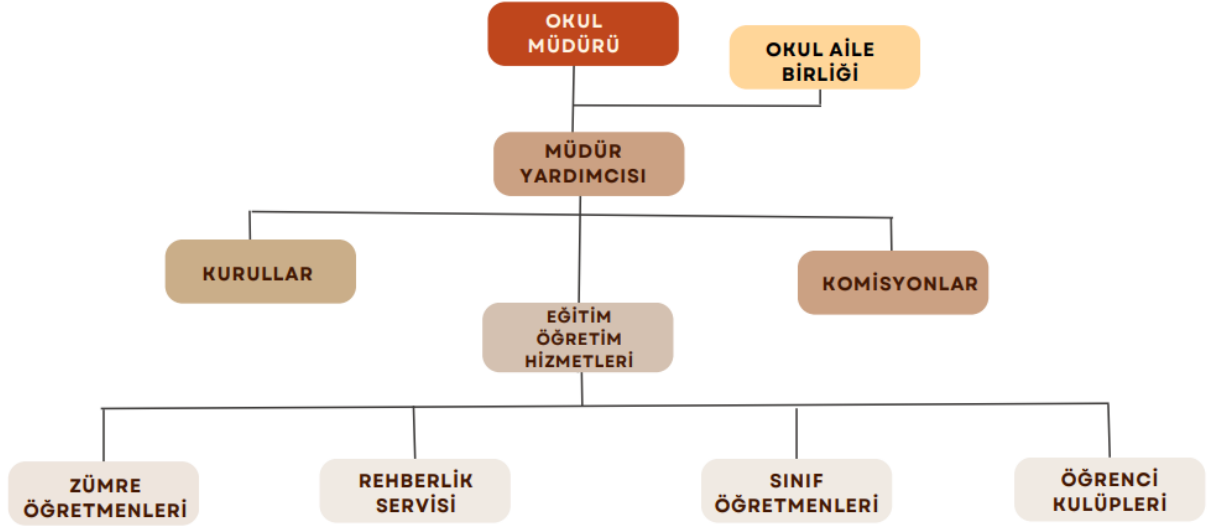 OKUL
MÜDÜRÜ
OKUL AİLE
BİRLİĞİ
MÜDÜR
YARDIMCISI
KURULLAR
KOMİSYONLAR
EĞİTİM
ÖĞRETİM
HİZMETLERİ
ZÜMRE
ÖĞRETMENLERİ
REHBERLİK
SERVİSİ
SINIF
ÖĞRETMENLERİ
ÖĞRENCİ
KULÜPLERİ